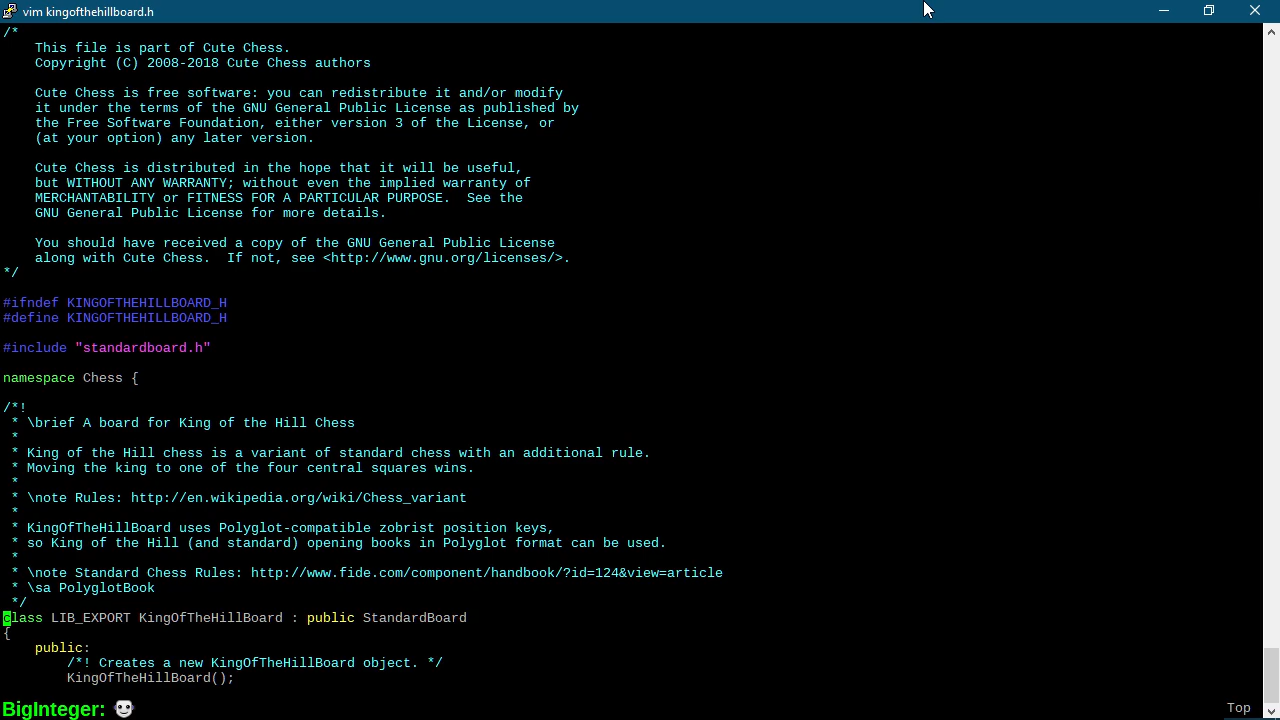 vim kingofthehillboard.h
/*
    This file is part of Cute Chess.
    Copyright (C) 2008-2018 Cute Chess authors

    Cute Chess is free software: you can redistribute it and/or modify
    it under the terms of the GNU General Public License as published by
    the Free Software Foundation, either version 3 of the License, or
    (at your option) any later version.

    Cute Chess is distributed in the hope that it will be useful,
    but WITHOUT ANY WARRANTY; without even the implied warranty of
    MERCHANTABILITY or FITNESS FOR A PARTICULAR PURPOSE.  See the
    GNU General Public License for more details.

    You should have received a copy of the GNU General Public License
    along with Cute Chess.  If not, see <http://www.gnu.org/licenses/>.
*/

#ifndef KINGOFTHEHILLBOARD_H
#define KINGOFTHEHILLBOARD_H

#include "standardboard.h"

namespace Chess {

/*!
 * \brief A board for King of the Hill Chess
 *
 * King of the Hill chess is a variant of standard chess with an additional rule.
 * Moving the king to one of the four central squares wins.
 *
 * \note Rules: http://en.wikipedia.org/wiki/Chess_variant
 *
 * KingOfTheHillBoard uses Polyglot-compatible zobrist position keys,
 * so King of the Hill (and standard) opening books in Polyglot format can be used.
 *
 * \note Standard Chess Rules: http://www.fide.com/component/handbook/?id=124&view=article
 * \sa PolyglotBook
 */
class LIB_EXPORT KingOfTheHillBoard : public StandardBoard
{
    public:
        /*! Creates a new KingOfTheHillBoard object. */
        KingOfTheHillBoard();
BigInteger:
Top